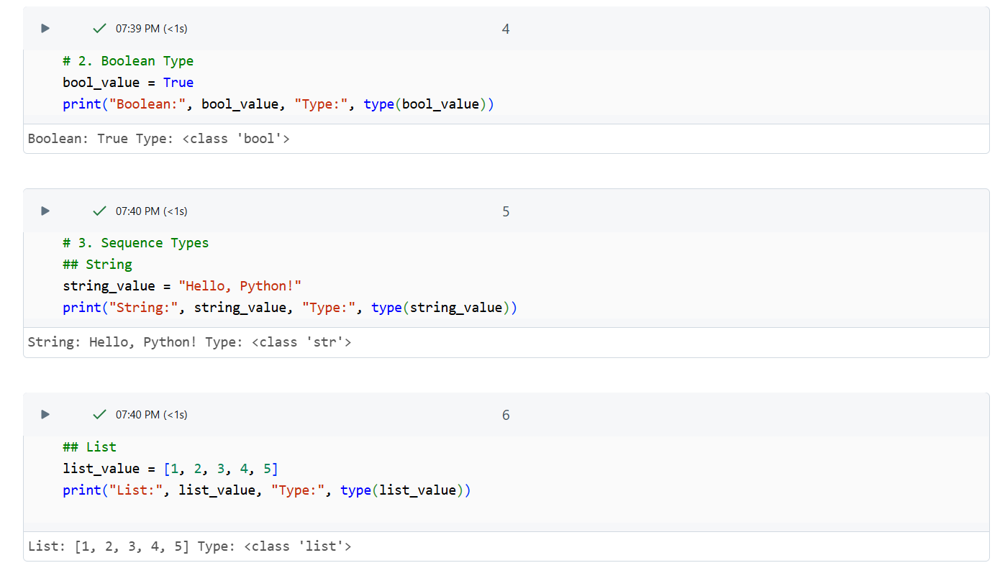 07:39 PM (<1s) 4
# 2. Boolean Type
bool_value = True
print("Boolean:", bool_value, "Type:", type(bool_value))
Boolean: True Type: <class 'bool'>
07:40 PM (<1s) 5
# 3. Sequence Types
## String
string_value = "Hello, Python!"
print("String:", string_value, "Type:", type(string_value))
String: Hello, Python! Type: <class 'str'>
07:40 PM (<1s) 6
## List
list_value = [1, 2, 3, 4, 5]
print("List:", list_value, "Type:", type(list_value))
List: [1, 2, 3, 4, 5] Type: <class 'list'>